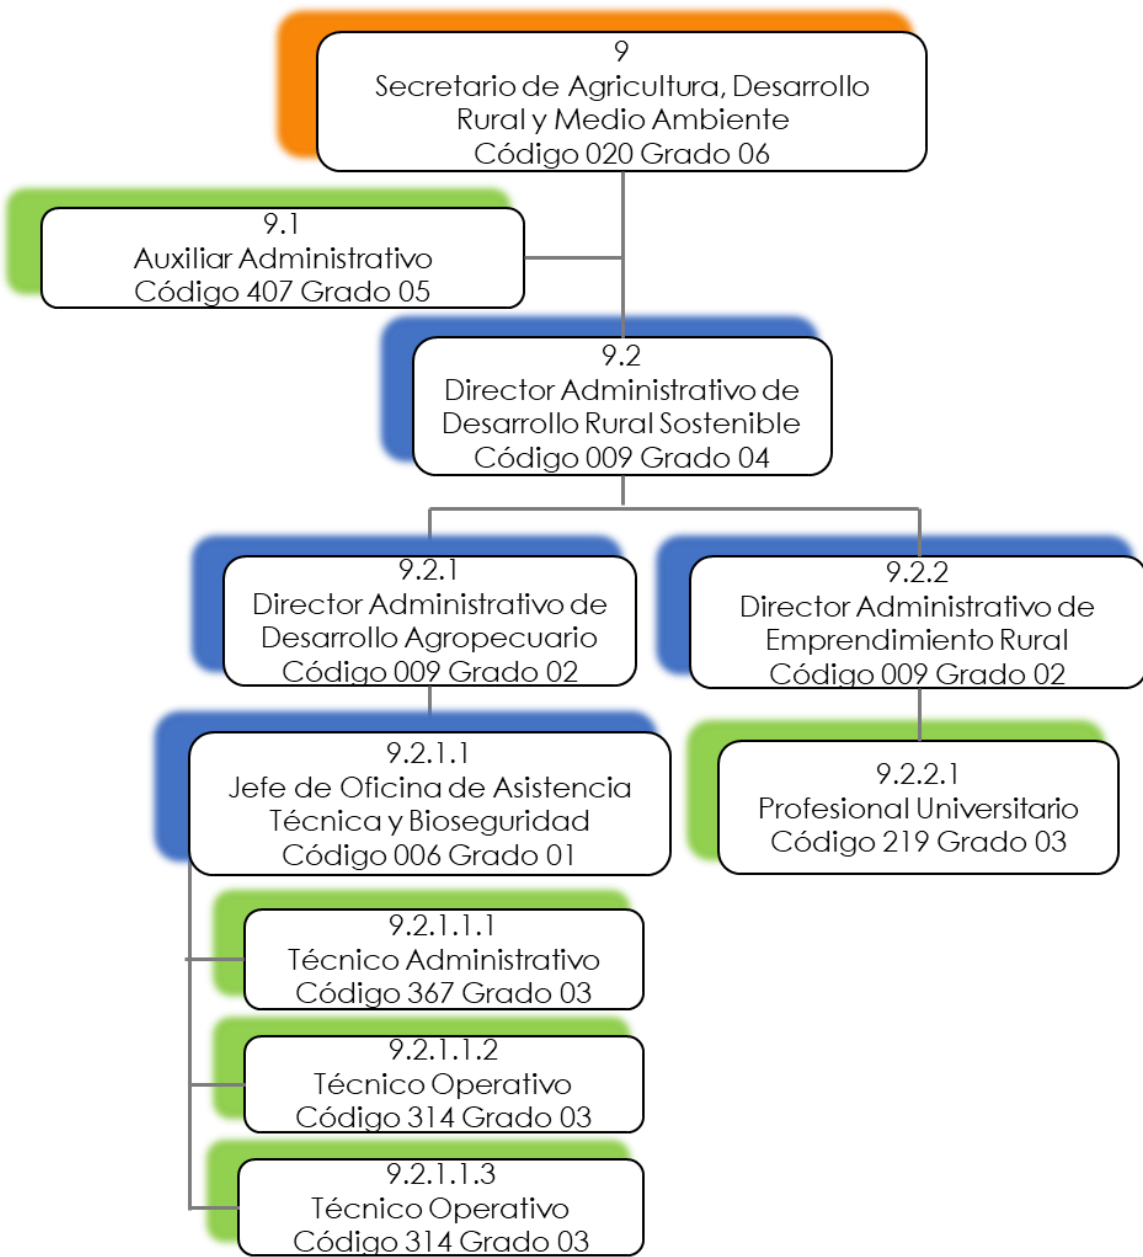 9
Secretario de Agricultura, Desarrollo
Rural y Medio Ambiente
Código 020 Grado 06
9.1
Auxiliar Administrativo
Código 407 Grado 05
9.2
Director Administrativo de
Desarrollo Rural Sostenible
Código 009 Grado 04
9.2.1
Director Administrativo de
Desarrollo Agropecuario
Código 009 Grado 02
9.2.2
Director Administrativo de
Emprendimiento Rural
Código 009 Grado 02
9.2.1.1
Jefe de Oficina de Asistencia
Técnica y Bioseguridad
Código 006 Grado 01
9.2.2.1
Profesional Universitario
Código 219 Grado 03
9.2.1.1.1
Técnico Administrativo
Código 367 Grado 03
9.2.1.1.2
Técnico Operativo
Código 314 Grado 03
9.2.1.1.3
Técnico Operativo
Código 314 Grado 03